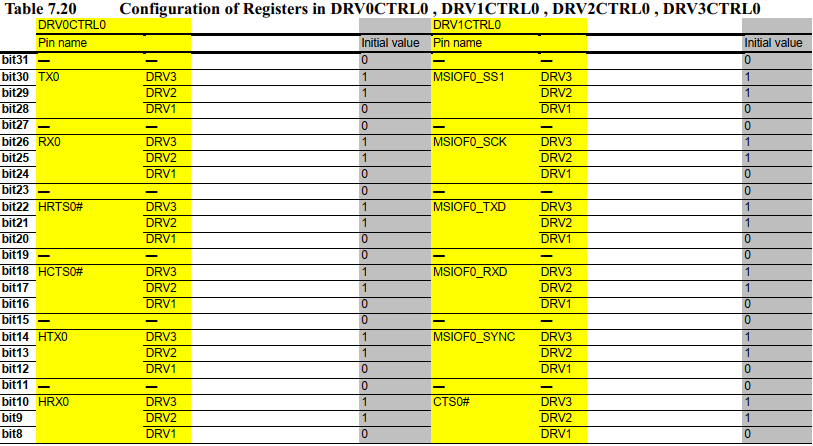 Table 7.20 Configuration of Registers in DRV0CTRL0 , DRV1CTRL0 , DRV2CTRL0 , DRV3CTRL0
DRV0CTRL0 DRV1CTRL0
Pin name Initial value Pin name Initial value
bit31 — — 0 — — 0
bit30 TX0 DRV3 1 MSIOF0_SS1 DRV3 1
bit29 DRV2 1 DRV2 1
bit28 DRV1 0 DRV1 0
bit27 — — 0 — — 0
bit26 RX0 DRV3 1 MSIOF0_SCK DRV3 1
bit25 DRV2 1 DRV2 1
bit24 DRV1 0 DRV1 0
bit23 — — 0 — — 0
bit22 HRTS0# DRV3 1 MSIOF0_TXD DRV3 1
bit21 DRV2 1 DRV2 1
bit20 DRV1 0 DRV1 0
bit19 — — 0 — — 0
bit18 HCTS0# DRV3 1 MSIOF0_RXD DRV3 1
bit17 DRV2 1 DRV2 1
bit16 DRV1 0 DRV1 0
bit15 — — 0 — — 0
bit14 HTX0 DRV3 1 MSIOF0_SYNC DRV3 1
bit13 DRV2 1 DRV2 1
bit12 DRV1 0 DRV1 0
bit11 — — 0 — — 0
bit10 HRX0 DRV3 1 CTS0# DRV3 1
bit9 DRV2 1 DRV2 1
bit8 DRV1 0 DRV1 0